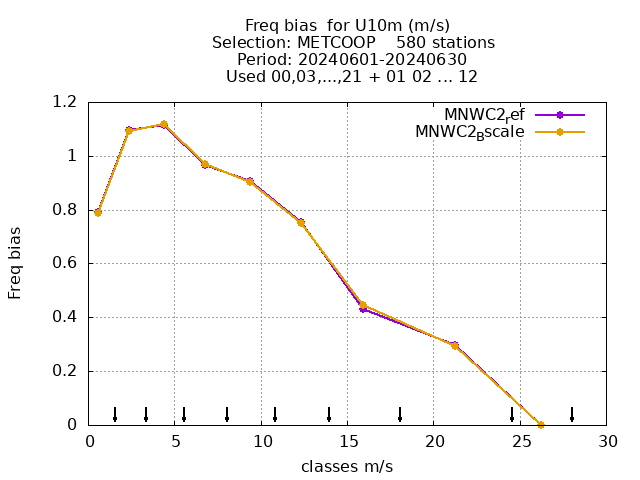 Freq bias  for U10m (m/s)
Selection: METCOOP    580 stations
Period: 20240601-20240630
Used 00,03,...,21 + 01 02 ... 12
MNWC2ref
MNWC2Bscale
1.2
1
0.8
0.6
0.4
0.2
0
Freq bias
0 5 10 15 20 25 30
classes m/s